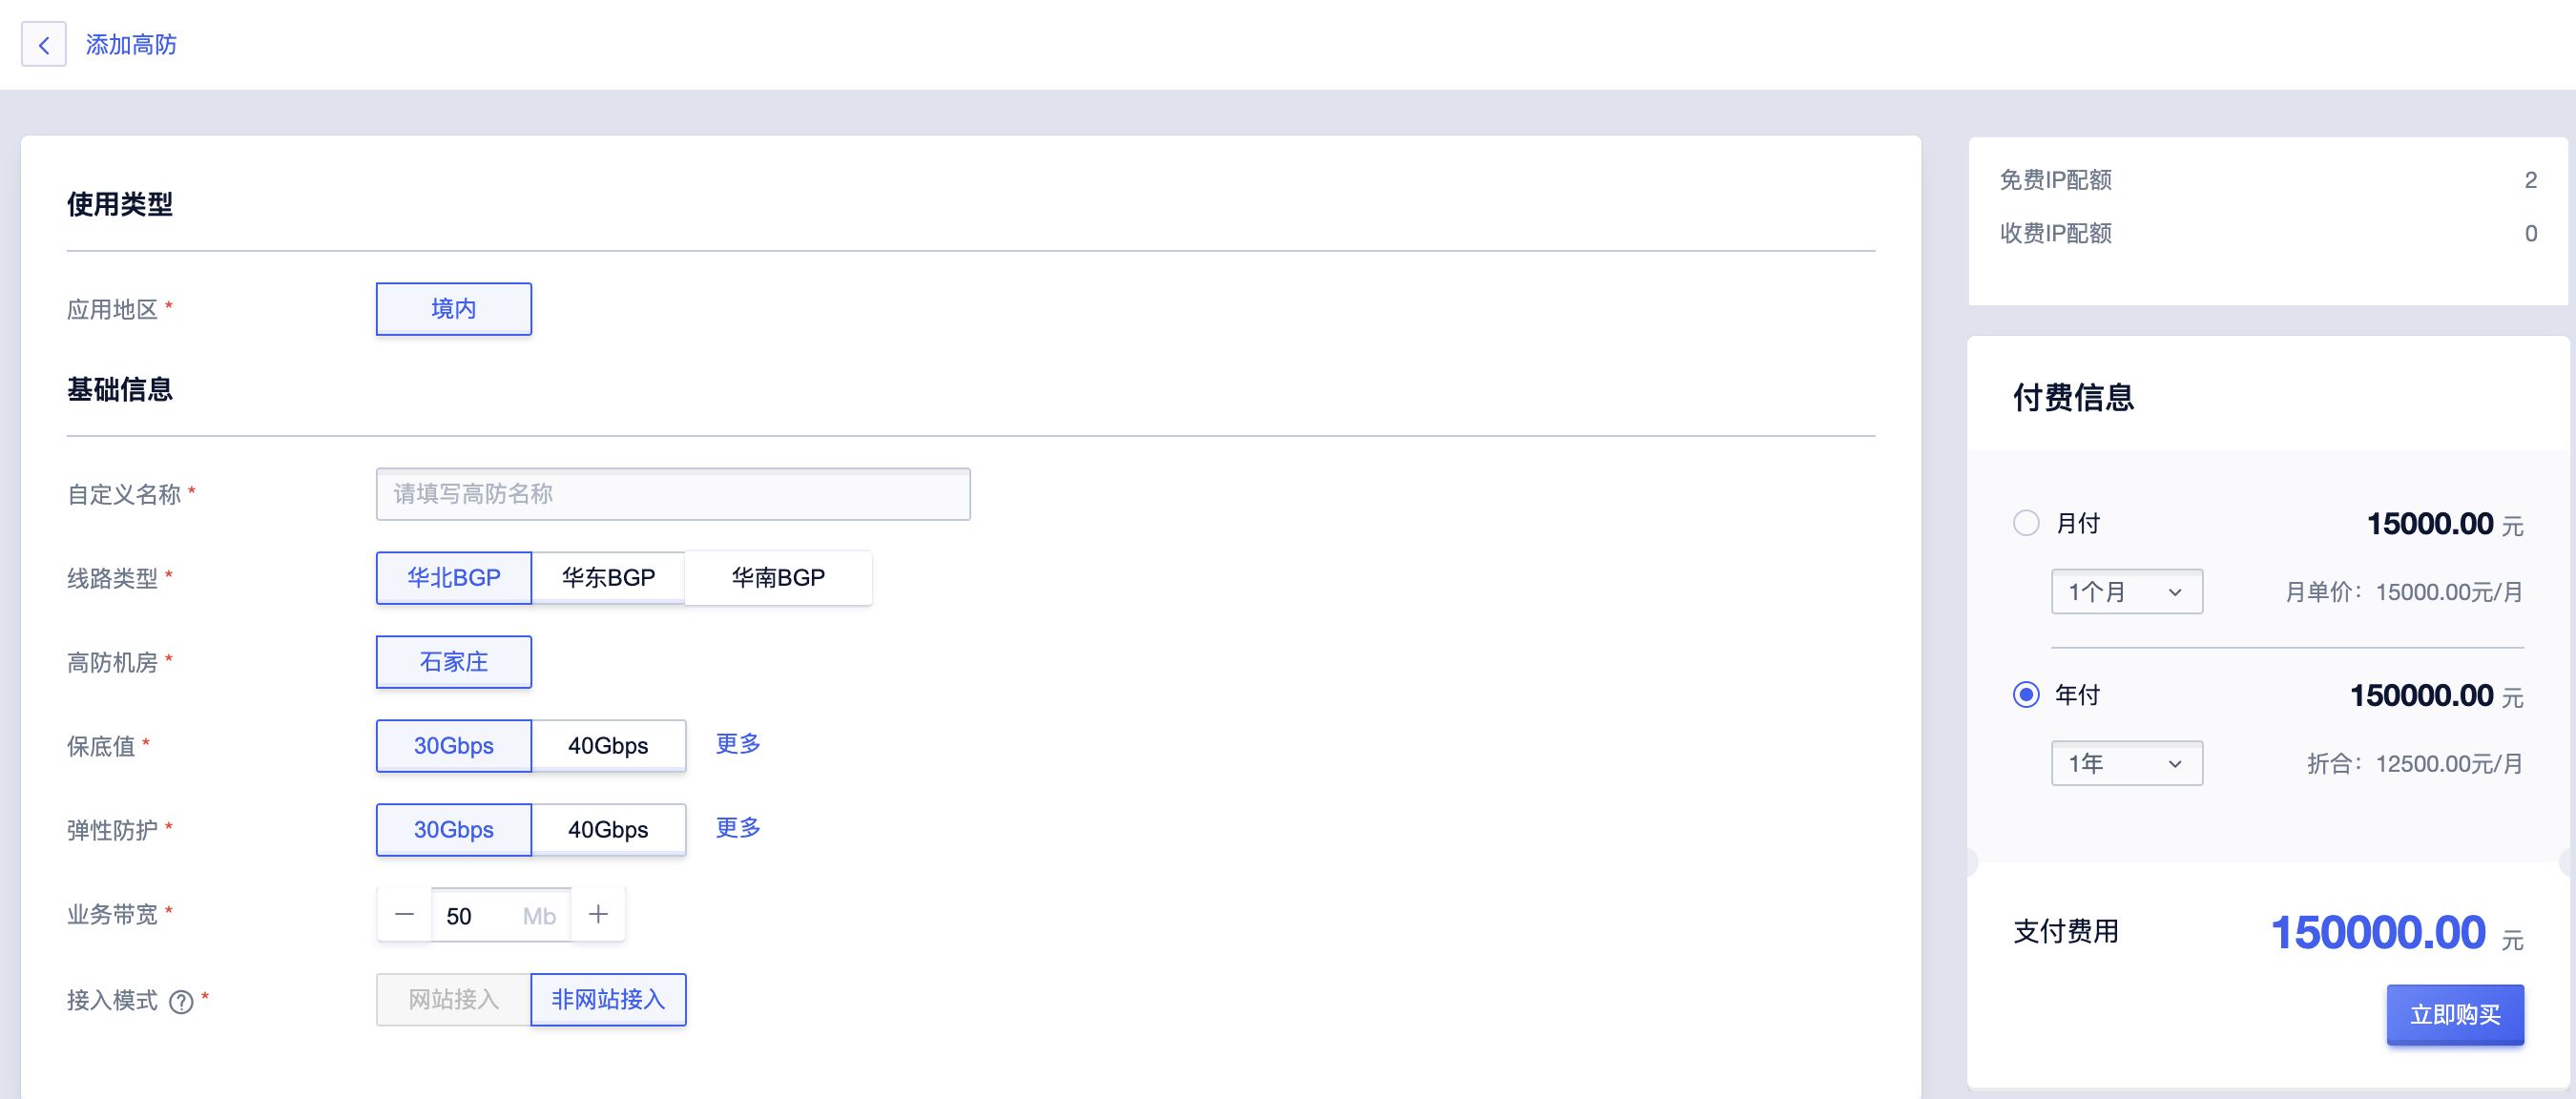 添加高防
使用类型
应用地区 *
境内
基础信息
自定义名称 *
请填写高防名称
线路类型 *
华北BGP 华东BGP 华南BGP
高防机房 *
石家庄
保底值 *
30Gbps 40Gbps 更多
弹性防护 *
30Gbps 40Gbps 更多
业务带宽 *
50 Mb
接入模式 ? *
网站接入 非网站接入
免费IP配额 2
收费IP配额 0
付费信息
月付 15000.00 元
1个月 月单价：15000.00元/月
年付 150000.00 元
1年 折合：12500.00元/月
支付费用 150000.00 元
立即购买